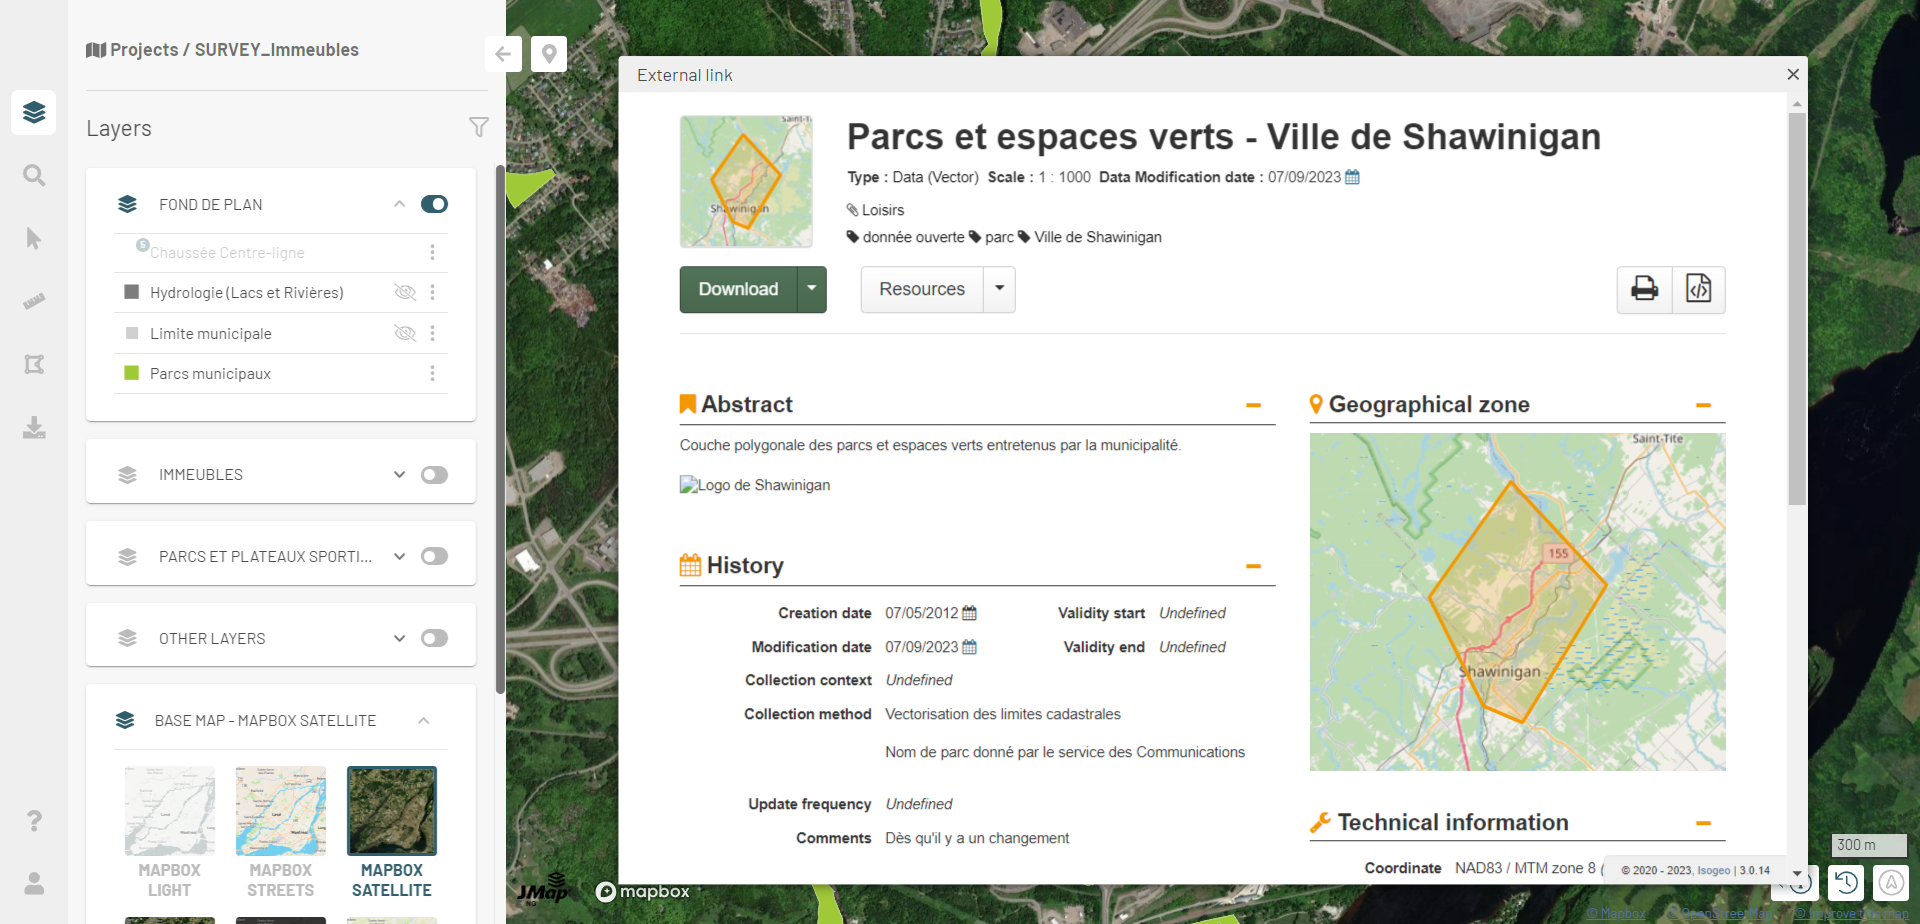 Projects / SURVEY_Immeubles
Layers
FOND DE PLAN
5
Chaussée Centre-ligne
Hydrologie (Lacs et Rivières)
Limite municipale
Parcs municipaux
IMMEUBLES
PARCS ET PLATEAUX SPORTI...
OTHER LAYERS
BASE MAP - MAPBOX SATELLITE
MAPBOX LIGHT
MAPBOX STREETS
MAPBOX SATELLITE
External link
Parcs et espaces verts - Ville de Shawinigan
Type : Data (Vector) Scale : 1 : 1000 Data Modification date : 07/09/2023
Loisirs
donnée ouverte parc Ville de Shawinigan
Download
Resources
Abstract
Couche polygonale des parcs et espaces verts entretenus par la municipalité.
Logo de Shawinigan
History
Creation date 07/05/2012 Validity start Undefined
Modification date 07/09/2023 Validity end Undefined
Collection context Undefined
Collection method Vectorisation des limites cadastrales
Nom de parc donné par le service des Communications
Update frequency Undefined
Comments Dès qu'il y a un changement
Geographical zone
Saint-Tite
155
Shawinigan
Technical information
Coordinate NAD83 / MTM zone 8 (
© 2020 - 2023, Isogeo | 3.0.14
300 m
JMap
NG
mapbox
© Mapbox © OpenStreetMap © Improve this map